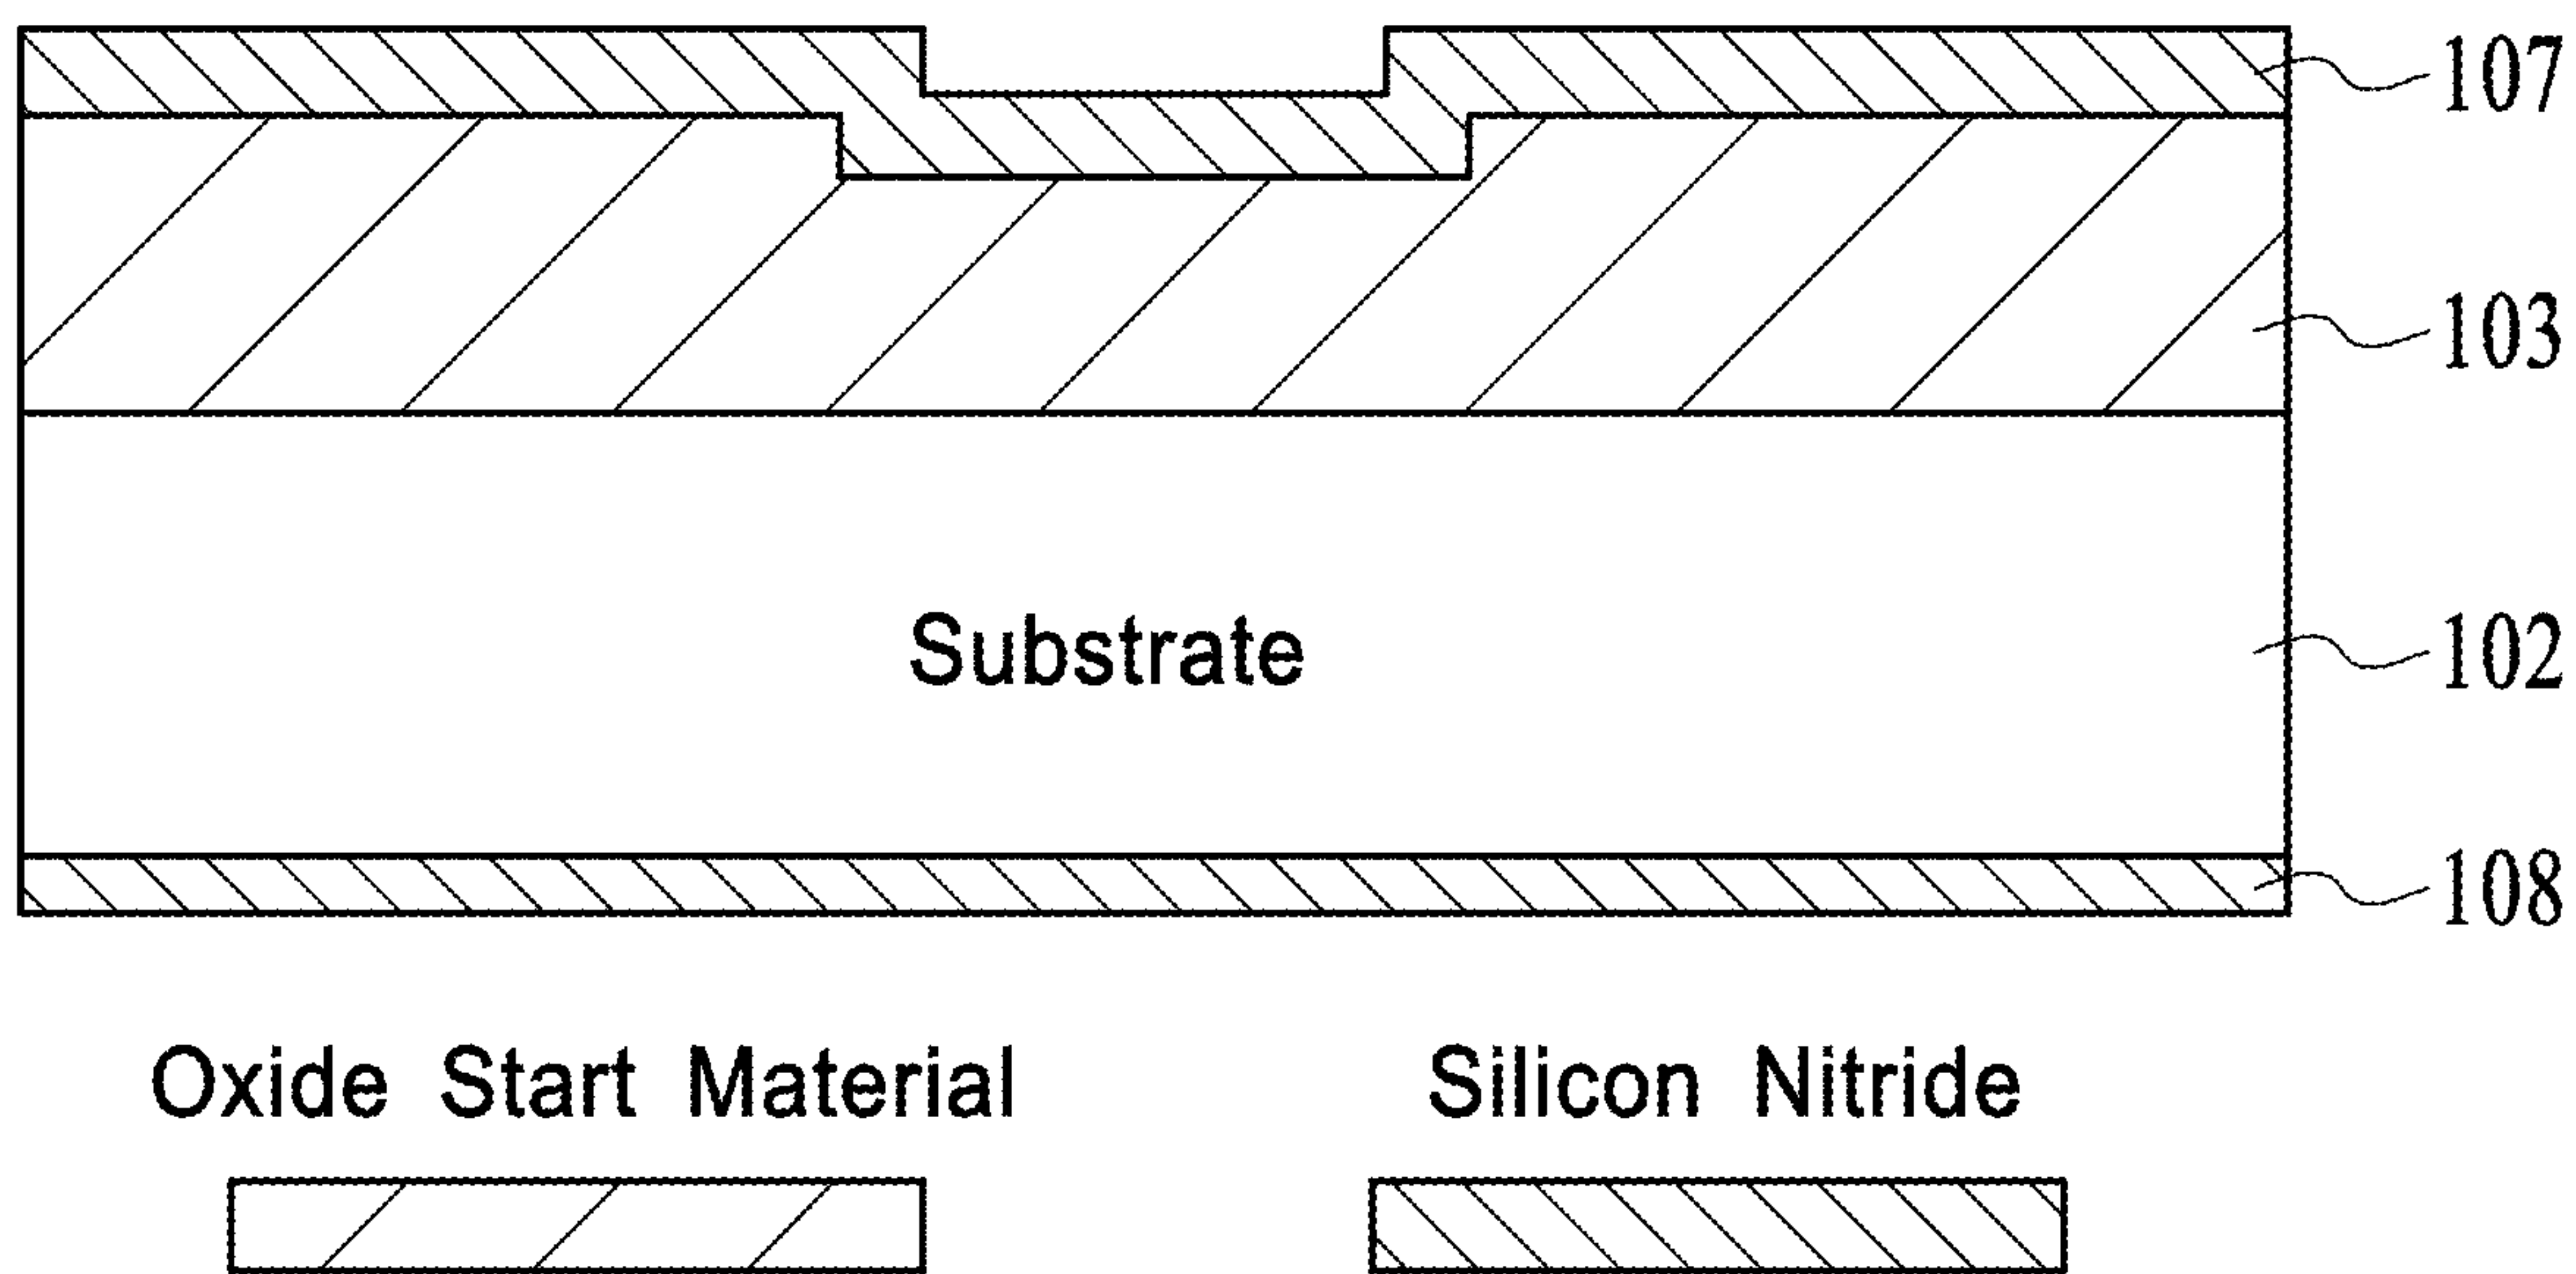 107
103
Substrate
102
108
Oxide Start Material
Silicon Nitride